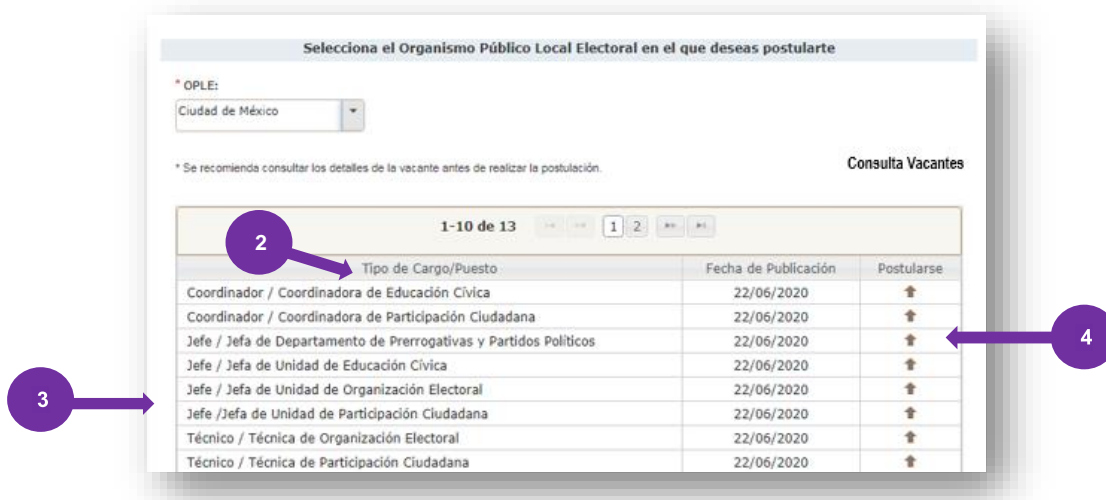 Selecciona el Organismo Público Local Electoral en el que deseas postularte
* OPLE:
Ciudad de México
* Se recomienda consultar los detalles de la vacante antes de realizar la postulación.
Consulta Vacantes
1-10 de 13 1 2
2
Tipo de Cargo/Puesto Fecha de Publicación Postularse
Coordinador / Coordinadora de Educación Cívica 22/06/2020
Coordinador / Coordinadora de Participación Ciudadana 22/06/2020
Jefe / Jefa de Departamento de Prerrogativas y Partidos Políticos 22/06/2020
4
Jefe / Jefa de Unidad de Educación Cívica 22/06/2020
Jefe / Jefa de Unidad de Organización Electoral 22/06/2020
3
Jefe /Jefa de Unidad de Participación Ciudadana 22/06/2020
Técnico / Técnica de Organización Electoral 22/06/2020
Técnico / Técnica de Participación Ciudadana 22/06/2020